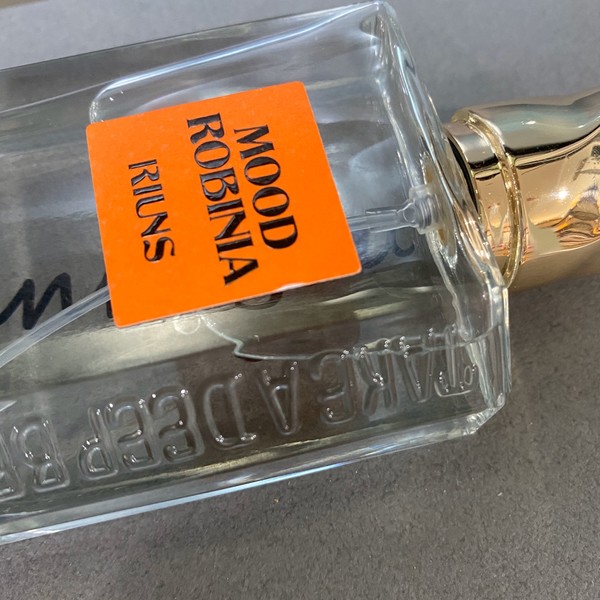 MOOD
ROBINIA
RIUNS
TAKE A DEEP